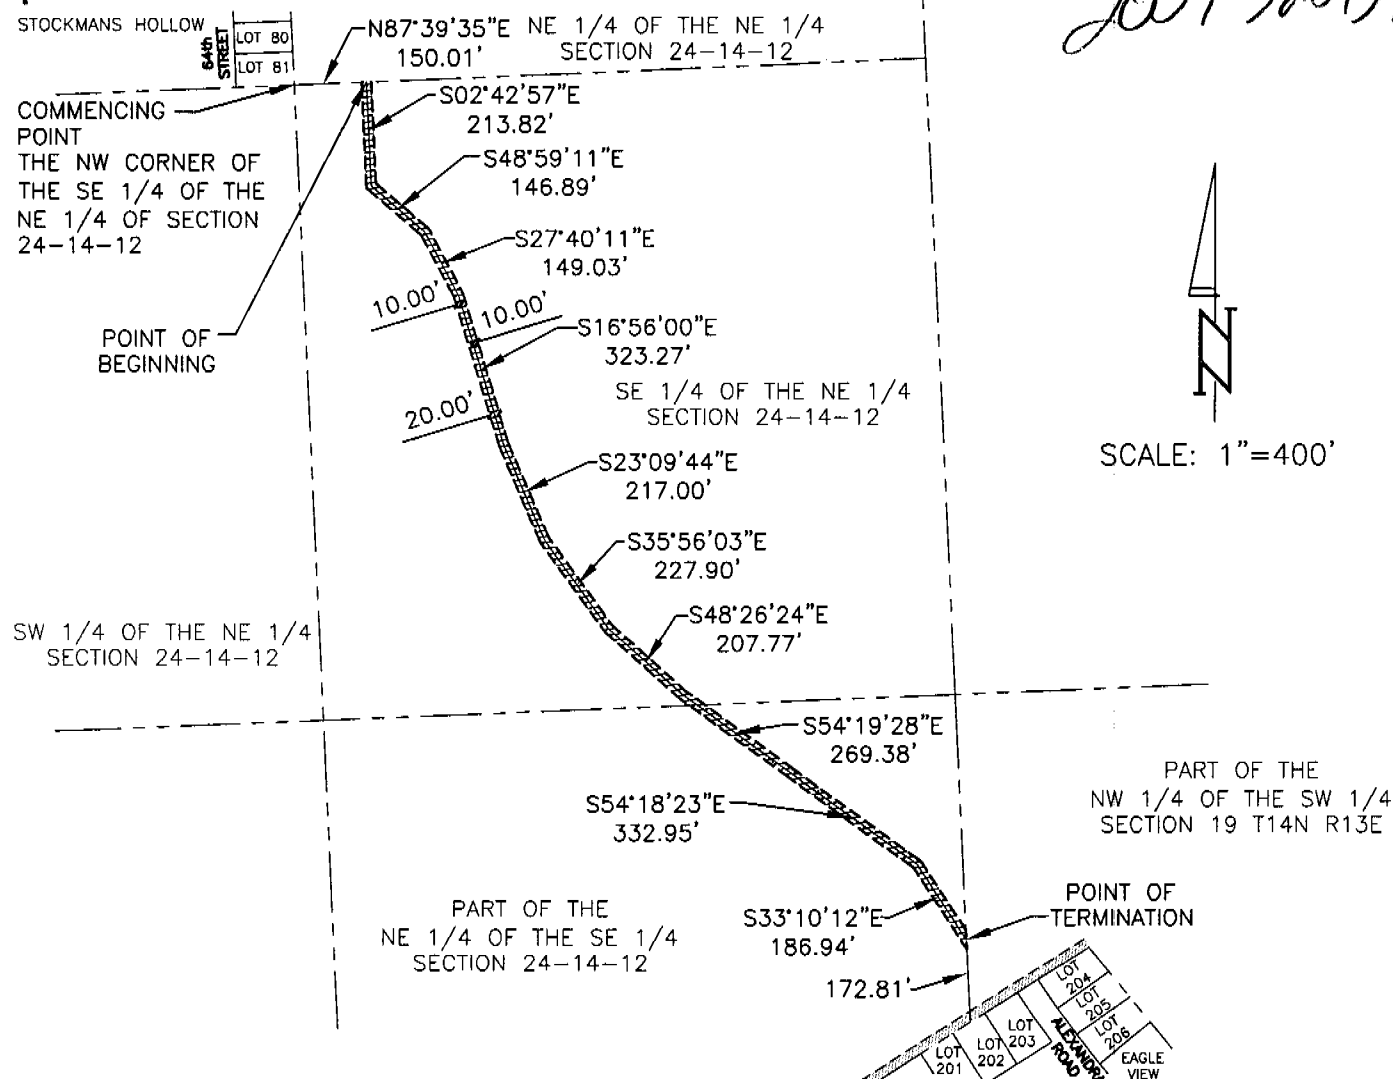 STOCKMANS HOLLOW
64th
STREET
LOT 80
LOT 81
N87°39'35"E
150.01'
NE 1/4 OF THE NE 1/4
SECTION 24-14-12
COMMENCING
POINT
THE NW CORNER OF
THE SE 1/4 OF THE
NE 1/4 OF SECTION
24-14-12
S02°42'57"E
213.82'
S48°59'11"E
146.89'
S27°40'11"E
149.03'
10.00'
10.00'
POINT OF
BEGINNING
S16°56'00"E
323.27'
SE 1/4 OF THE NE 1/4
SECTION 24-14-12
20.00'
N
SCALE: 1"=400'
S23°09'44"E
217.00'
S35°56'03"E
227.90'
S48°26'24"E
207.77'
SW 1/4 OF THE NE 1/4
SECTION 24-14-12
S54°19'28"E
269.38'
S54°18'23"E
332.95'
PART OF THE
NW 1/4 OF THE SW 1/4
SECTION 19 T14N R13E
PART OF THE
NE 1/4 OF THE SE 1/4
SECTION 24-14-12
S33°10'12"E
186.94'
POINT OF
TERMINATION
172.81'
LOT
204
LOT
205
LOT
206
LOT
203
LOT
202
LOT
201
ALEXANDRA
ROAD
EAGLE
VIEW